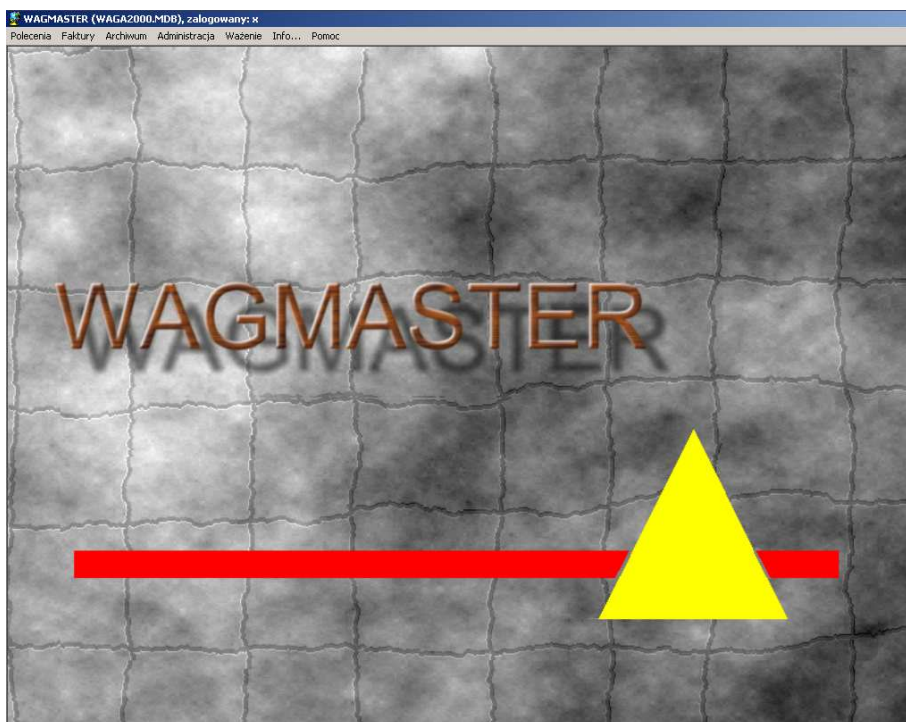 WAGMASTER (WAGA2000.MDB), zalogowany: x
Polecenia Faktury Archiwum Administracja Ważenie Info... Pomoc
WAGMASTER